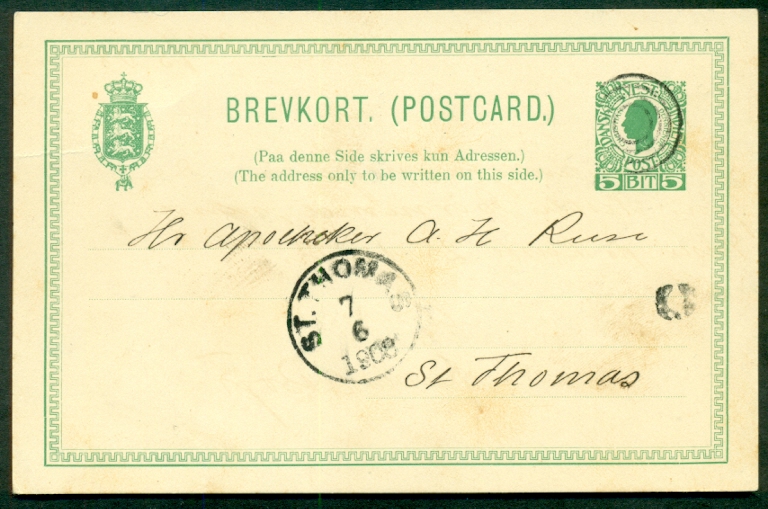 BREVKORT. (POSTCARD.)
(Paa denne Side skrives kun Adressen.)
(The address only to be written on this side.)
POST
5 BIT 5
Hr Apotheker A. H. Riise
ST. THOMAS
7
6
1908
St Thomas